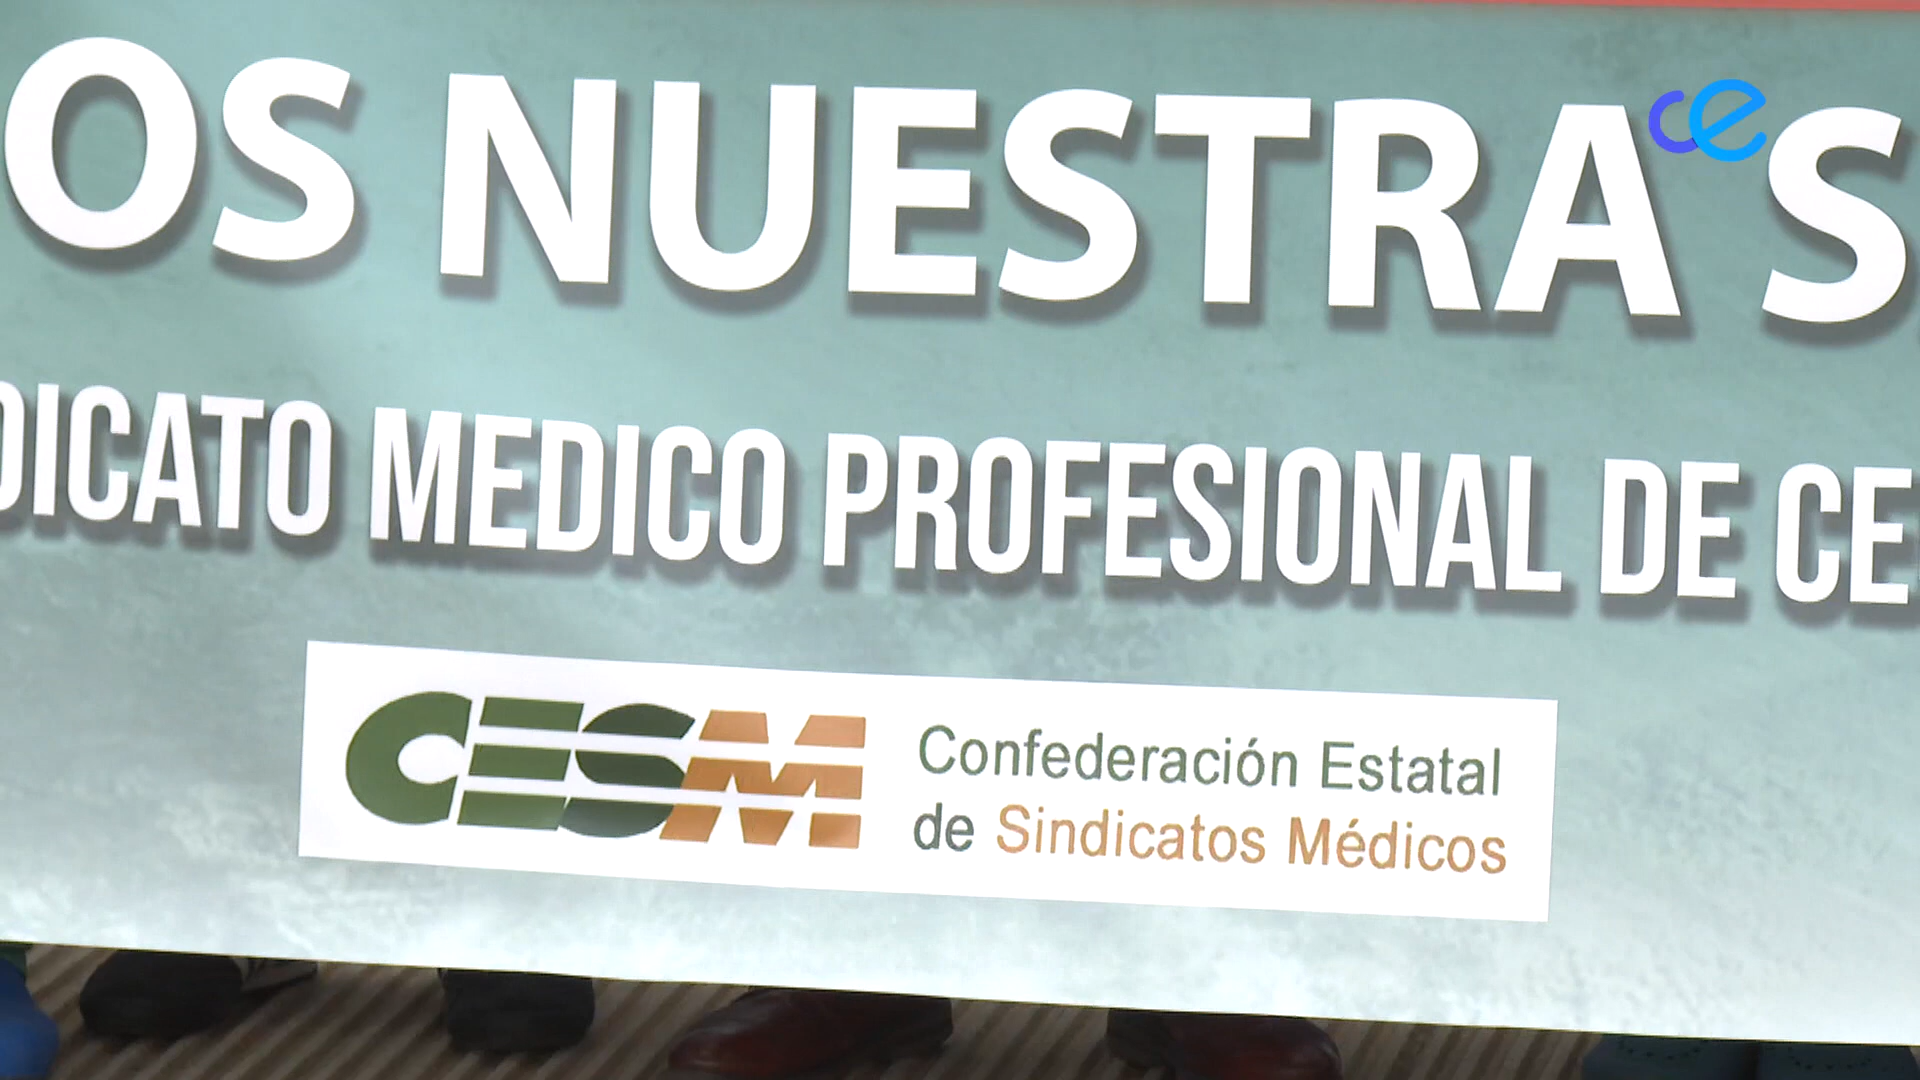 OS NUESTRA S
DICATO MEDICO PROFESIONAL DE CE
CESM
Confederación Estatal
de Sindicatos Médicos
ce